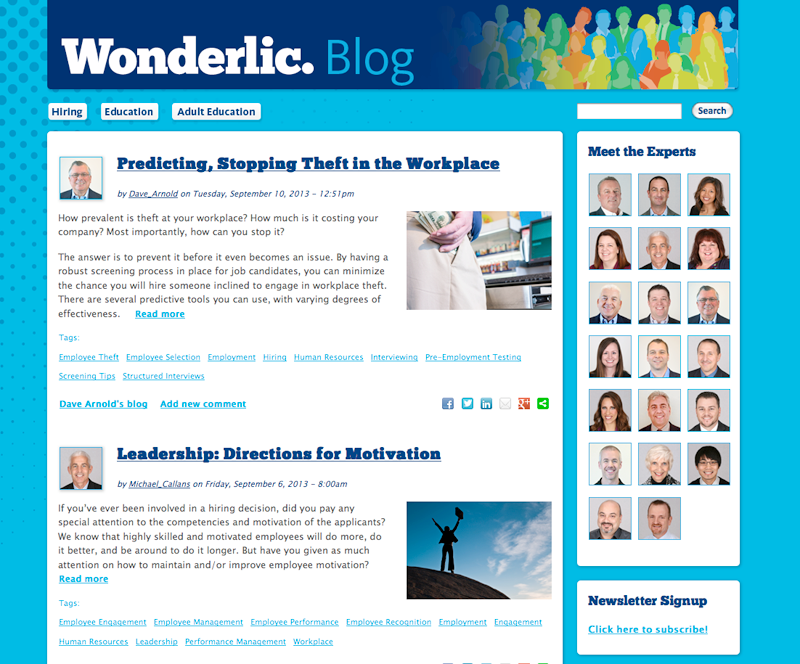 Wonderlic. Blog
Hiring
Education
Adult Education
Search
Predicting, Stopping Theft in the Workplace
by Dave_Arnold on Tuesday, September 10, 2013 – 12:51pm
How prevalent is theft at your workplace? How much is it costing your
company? Most importantly, how can you stop it?
The answer is to prevent it before it even becomes an issue. By having a
robust screening process in place for job candidates, you can minimize
the chance you will hire someone inclined to engage in workplace theft.
There are several predictive tools you can use, with varying degrees of
effectiveness. Read more
Tags:
Employee Theft Employee Selection Employment Hiring Human Resources Interviewing Pre-Employment Testing
Screening Tips Structured Interviews
Dave Arnold's blog Add new comment
Leadership: Directions for Motivation
by Michael_Callans on Friday, September 6, 2013 – 8:00am
If you've ever been involved in a hiring decision, did you pay any
special attention to the competencies and motivation of the applicants?
We know that highly skilled and motivated employees will do more, do
it better, and be around to do it longer. But have you given as much
attention on how to maintain and/or improve employee motivation?
Read more
Tags:
Employee Engagement Employee Management Employee Performance Employee Recognition Employment Engagement
Human Resources Leadership Performance Management Workplace
Meet the Experts
Newsletter Signup
Click here to subscribe!